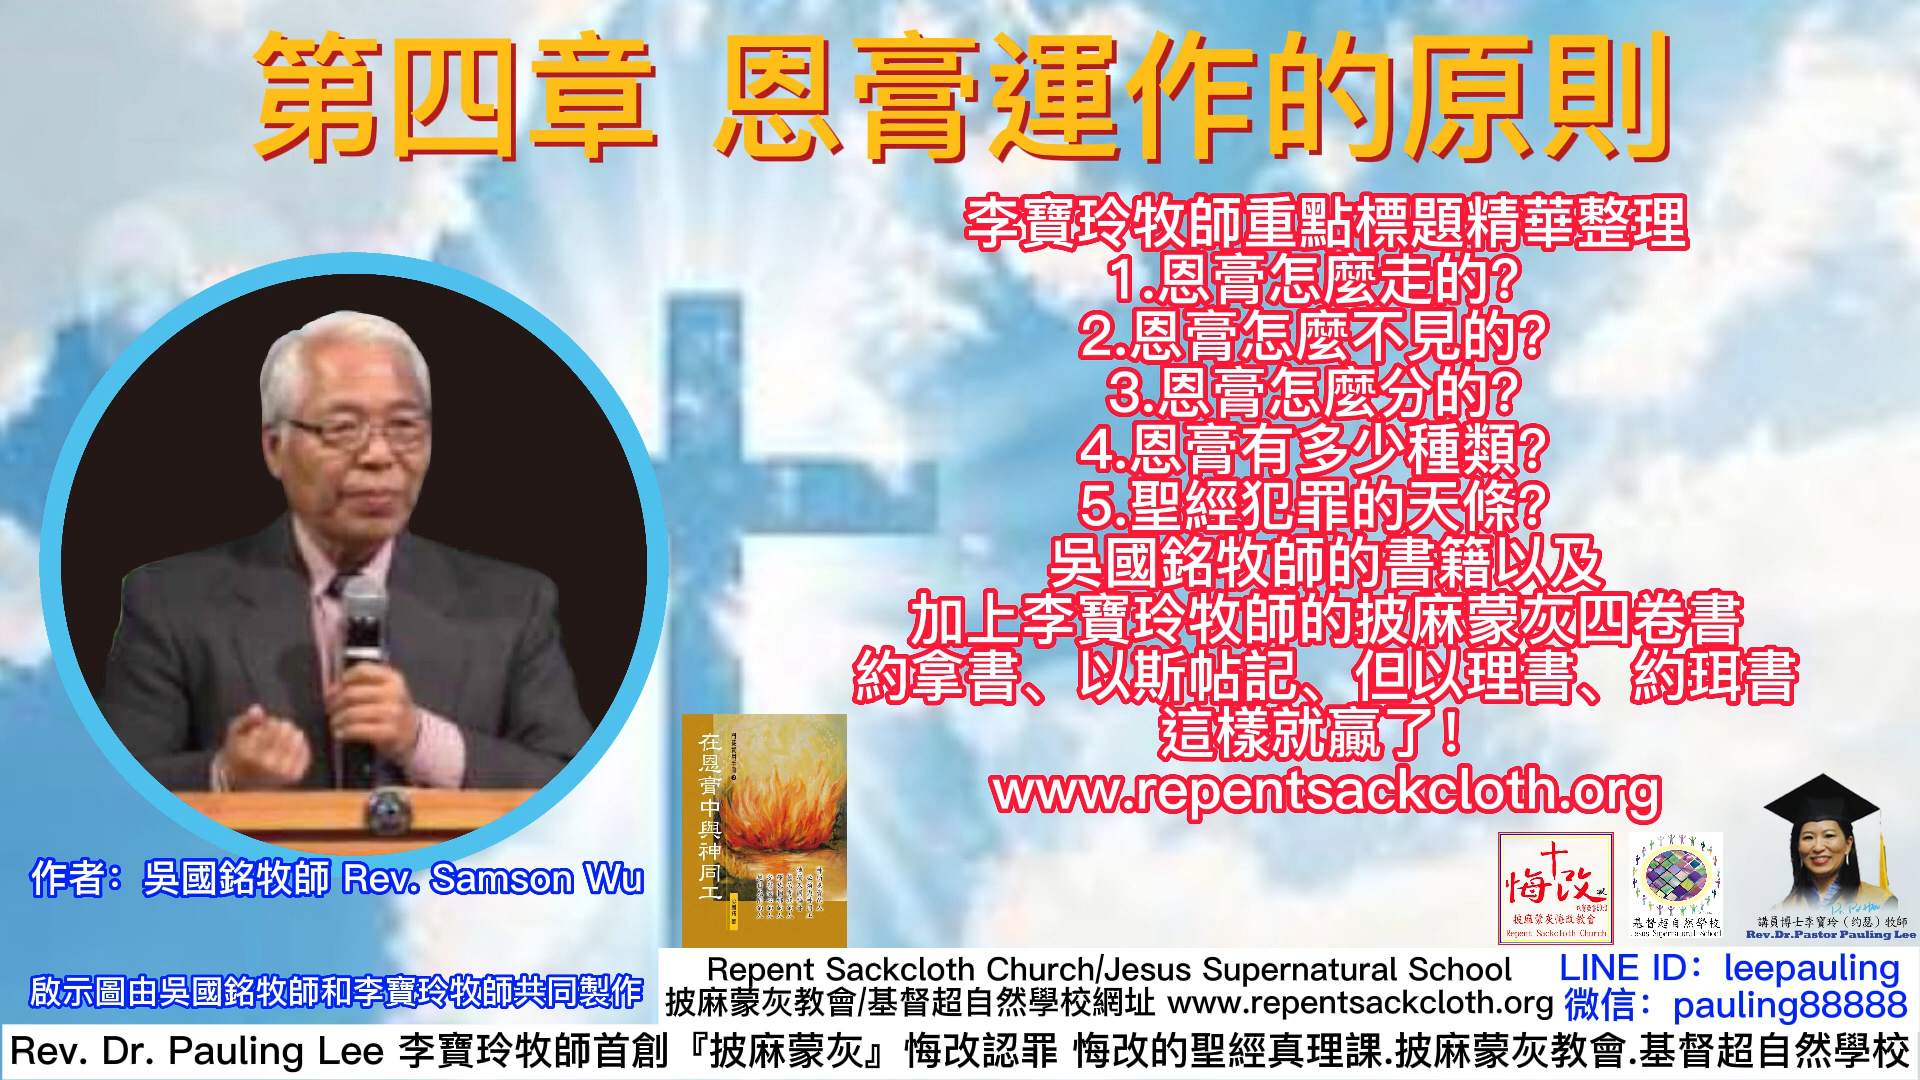 第四章 恩膏運作的原則
李寶玲牧師重點標題精華整理
1.恩膏怎麼走的?
2.恩膏怎麼不見的?
3.恩膏怎麼分的?
4.恩膏有多少種類?
5.聖經犯罪的天條?
吳國銘牧師的書籍以及
加上李寶玲牧師的披麻蒙灰四卷書
約拿書、以斯帖記、但以理書、約珥書
這樣就贏了!
www.repentsackcloth.org
作者：吳國銘牧師 Rev. Samson Wu
啟示圖由吳國銘牧師和李寶玲牧師共同製作
在恩膏中與神同工
悔改
披麻蒙灰悔改教會
Repent Sackcloth Church
基督超自然學校
Jesus Supernatural School
講員博士李寶玲（約瑟）牧師
Rev.Dr.Pastor Pauling Lee
Repent Sackcloth Church/Jesus Supernatural School
披麻蒙灰教會/基督超自然學校網址 www.repentsackcloth.org
LINE ID：leepauling
微信：pauling88888
Rev. Dr. Pauling Lee 李寶玲牧師首創『披麻蒙灰』悔改認罪 悔改的聖經真理課.披麻蒙灰教會.基督超自然學校